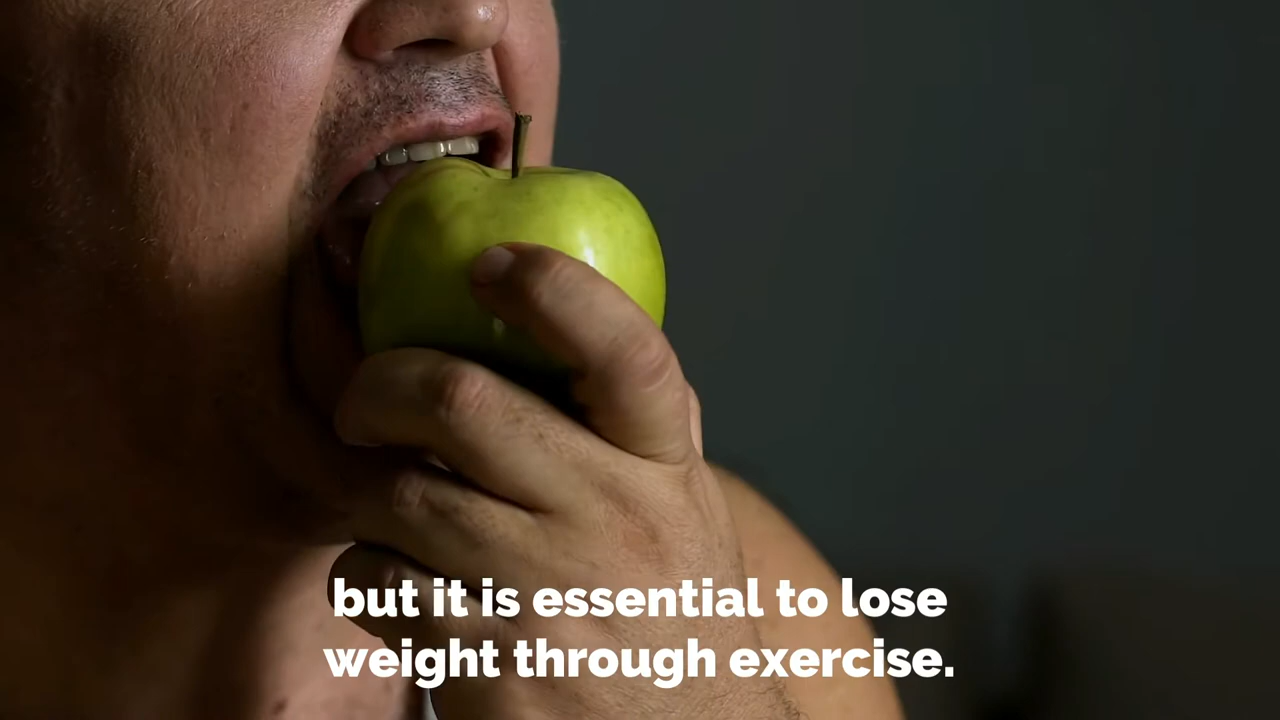 but it is essential to lose
weight through exercise.